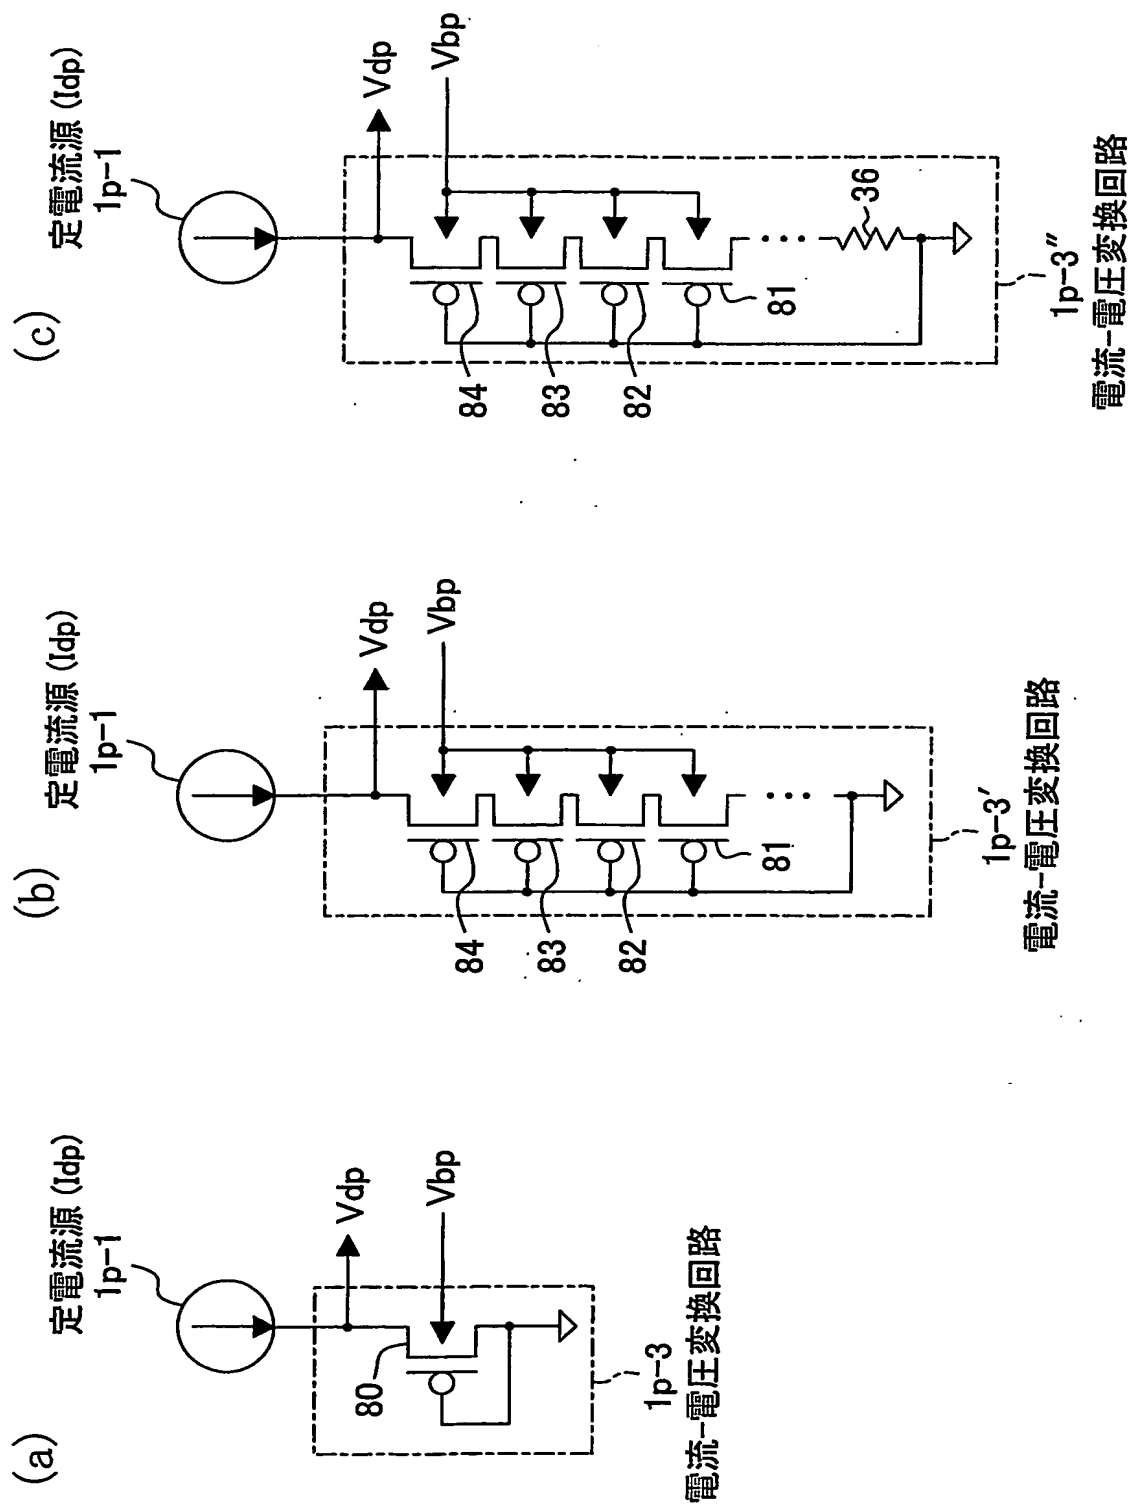 (a)
定電流源 (Idp)
1p-1
Vdp
Vbp
80
1p-3
電流-電圧変換回路
(b)
定電流源 (Idp)
1p-1
Vdp
Vbp
84
83
82
81
1p-3′
電流-電圧変換回路
(c)
定電流源 (Idp)
1p-1
Vdp
Vbp
84
83
82
81
36
1p-3″
電流-電圧変換回路